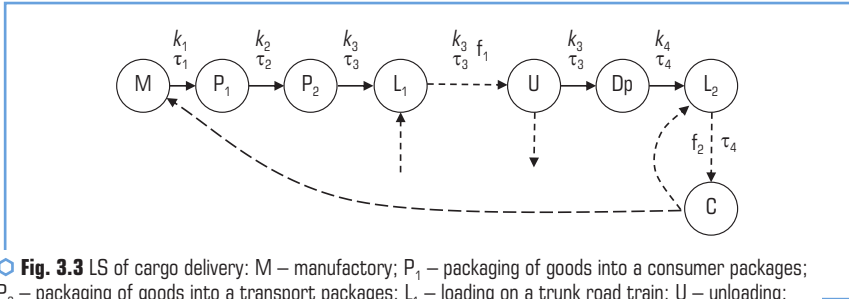 k₁ k₂ k₃ k₃ f₁ k₃ k₄
τ₁ τ₂ τ₃ τ₃ τ₃ τ₄
M P₁ P₂ L₁ U Dp L₂
f₂ τ₄
C
Fig. 3.3 LS of cargo delivery: M – manufactory; P₁ – packaging of goods into a consumer packages;
P₂ – packaging of goods into a transport packages; L₁ – loading on a trunk road train; U – unloading;